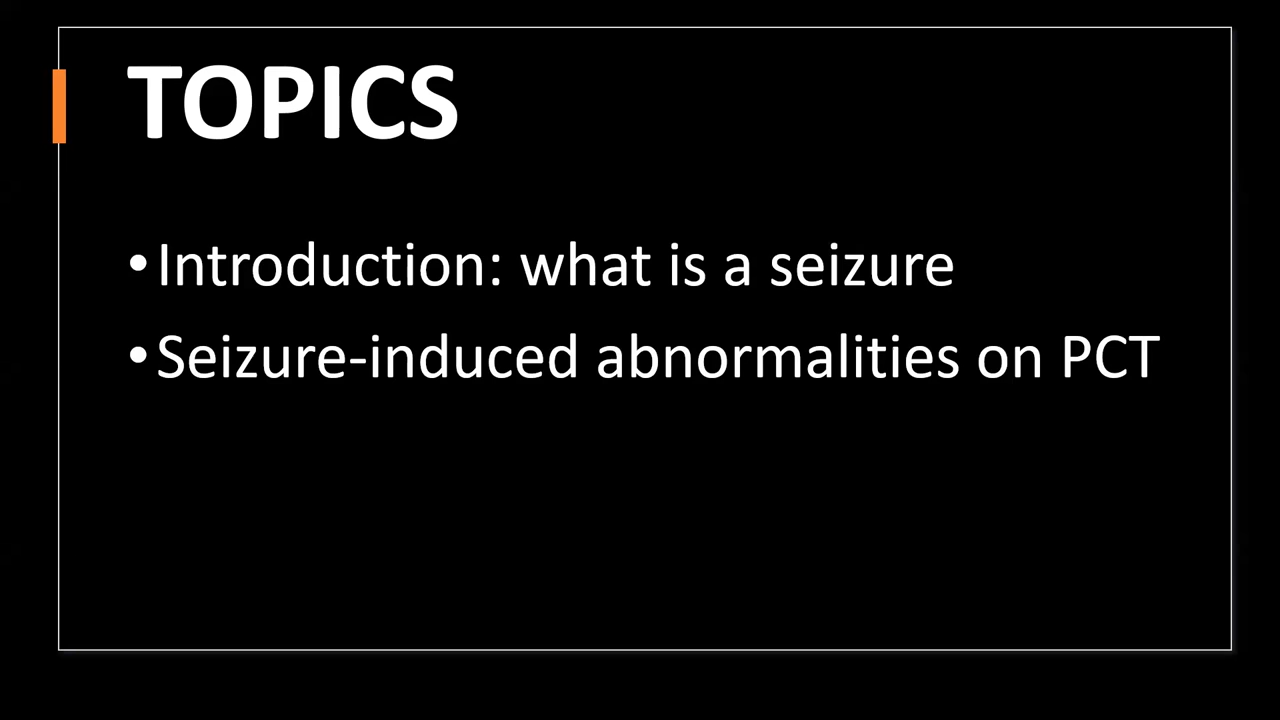 TOPICS
•Introduction: what is a seizure
•Seizure-induced abnormalities on PCT